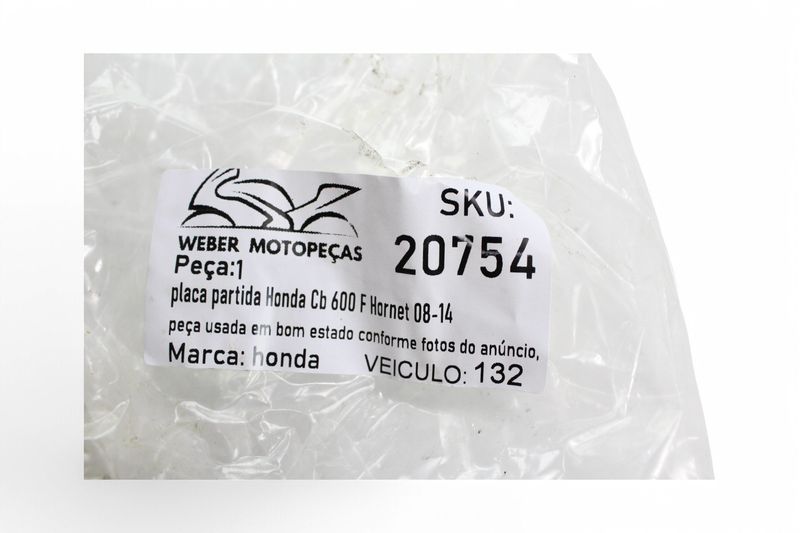 WEBER MOTOPEÇAS
SKU:
20754
Peça:1
placa partida Honda Cb 600 F Hornet 08-14
peça usada em bom estado conforme fotos do anúncio,
Marca: honda
VEICULO: 132